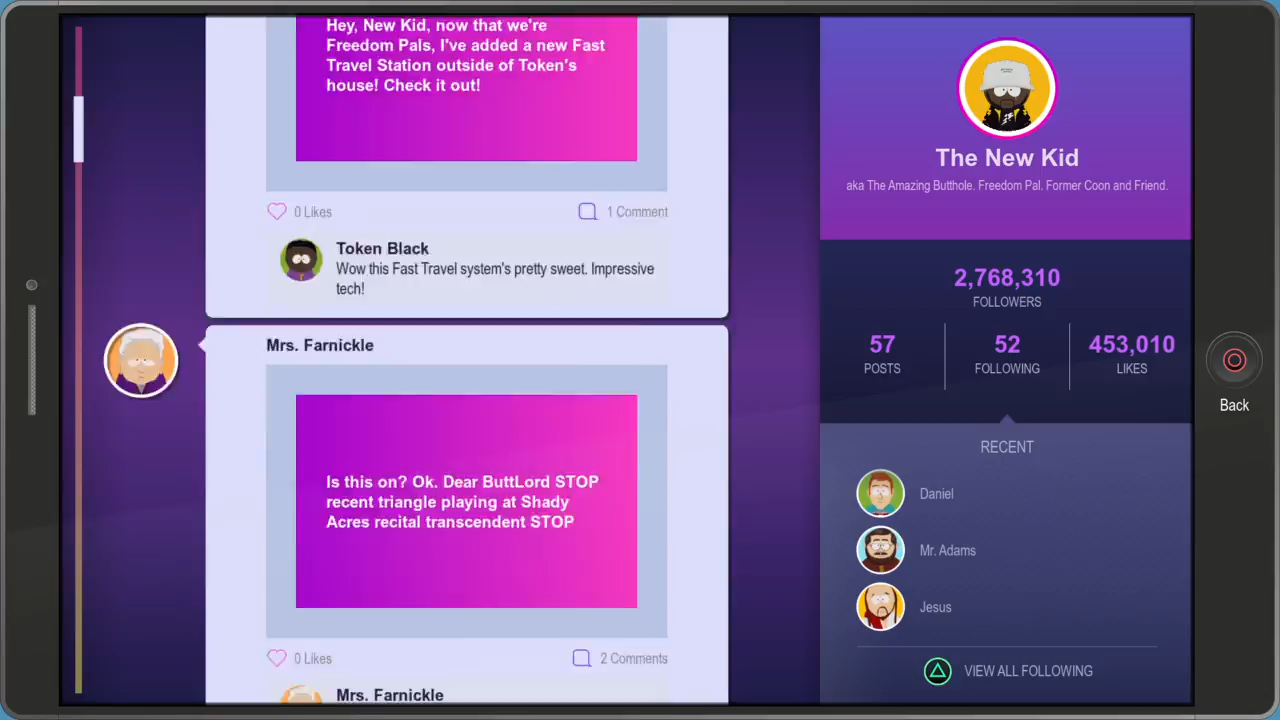 Hey, New Kid, now that we're
Freedom Pals, I've added a new Fast
Travel Station outside of Token's
house! Check it out!
0 Likes
1 Comment
Token Black
Wow this Fast Travel system's pretty sweet. Impressive
tech!
Mrs. Farnickle
Is this on? Ok. Dear ButtLord STOP
recent triangle playing at Shady
Acres recital transcendent STOP
0 Likes
2 Comments
Mrs. Farnickle
The New Kid
aka The Amazing Butthole. Freedom Pal. Former Coon and Friend.
2,768,310
FOLLOWERS
57
POSTS
52
FOLLOWING
453,010
LIKES
RECENT
Daniel
Mr. Adams
Jesus
VIEW ALL FOLLOWING
Back